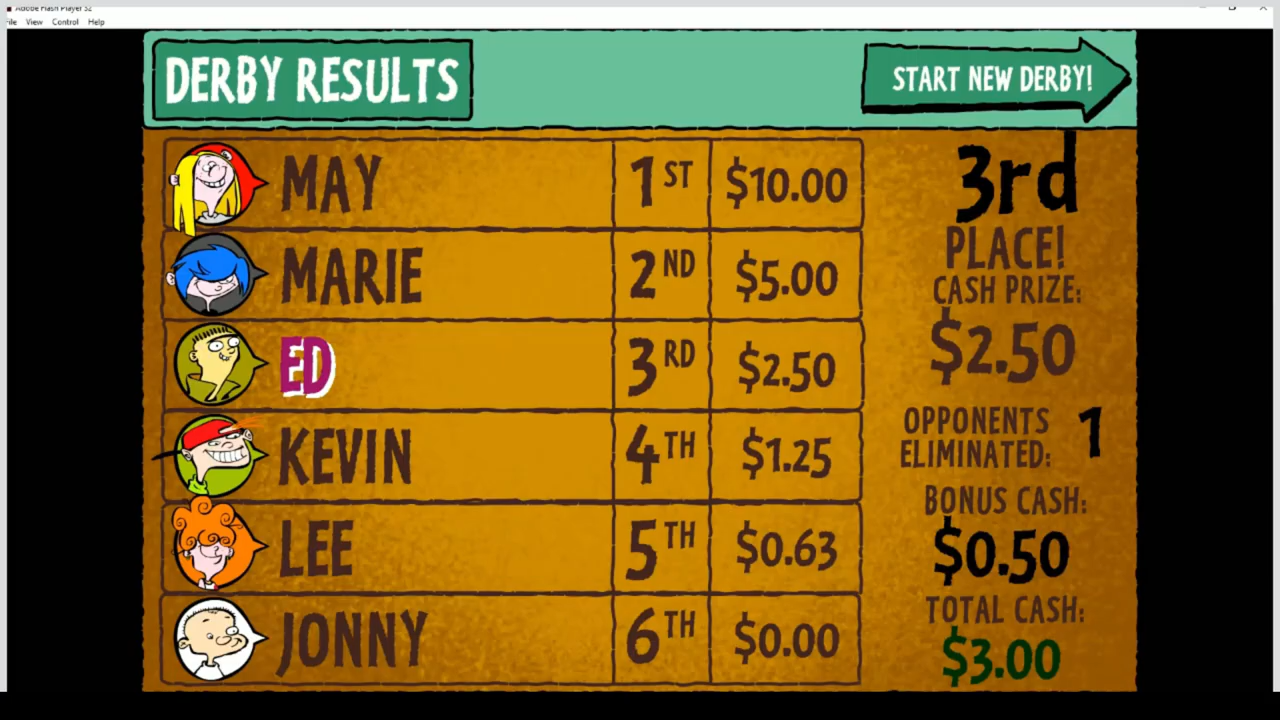 Adobe Flash Player 32
File View Control Help
DERBY RESULTS
START NEW DERBY!
MAY 1ST $10.00
MARIE 2ND $5.00
ED 3RD $2.50
KEVIN 4TH $1.25
LEE 5TH $0.63
JONNY 6TH $0.00
3rd
PLACE!
CASH PRIZE:
$2.50
OPPONENTS
ELIMINATED: 1
BONUS CASH:
$0.50
TOTAL CASH:
$3.00